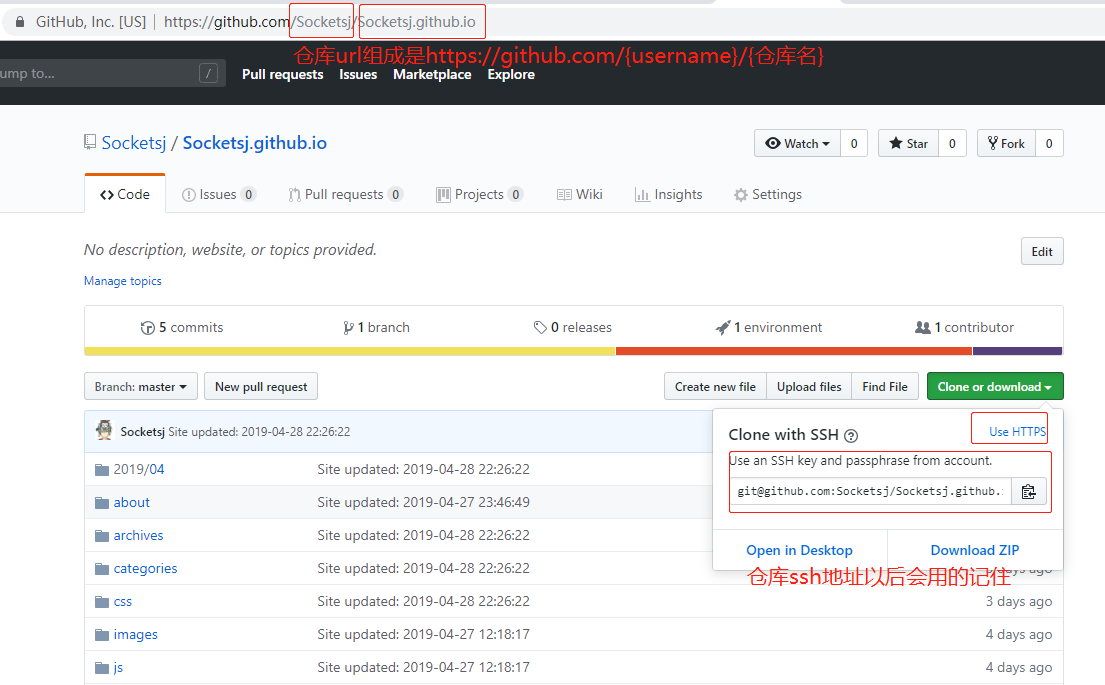 GitHub, Inc. [US] | https://github.com/Socketsj/Socketsj.github.io
仓库url组成是https://github.com/{username}/{仓库名}
ump to... / Pull requests Issues Marketplace Explore
Socketsj / Socketsj.github.io Watch 0 Star 0 Fork 0
Code Issues 0 Pull requests 0 Projects 0 Wiki Insights Settings
No description, website, or topics provided. Edit
Manage topics
5 commits 1 branch 0 releases 1 environment 1 contributor
Branch: master New pull request Create new file Upload files Find File Clone or download
Socketsj Site updated: 2019-04-28 22:26:22
Clone with SSH Use HTTPS
Use an SSH key and passphrase from account.
git@github.com:Socketsj/Socketsj.github.
Open in Desktop Download ZIP
仓库ssh地址以后会用的记住
2019/04 Site updated: 2019-04-28 22:26:22
about Site updated: 2019-04-27 23:46:49
archives Site updated: 2019-04-28 22:26:22
categories Site updated: 2019-04-28 22:26:22 days ago
css Site updated: 2019-04-28 22:26:22 3 days ago
images Site updated: 2019-04-27 12:18:17 4 days ago
js Site updated: 2019-04-27 12:18:17 4 days ago